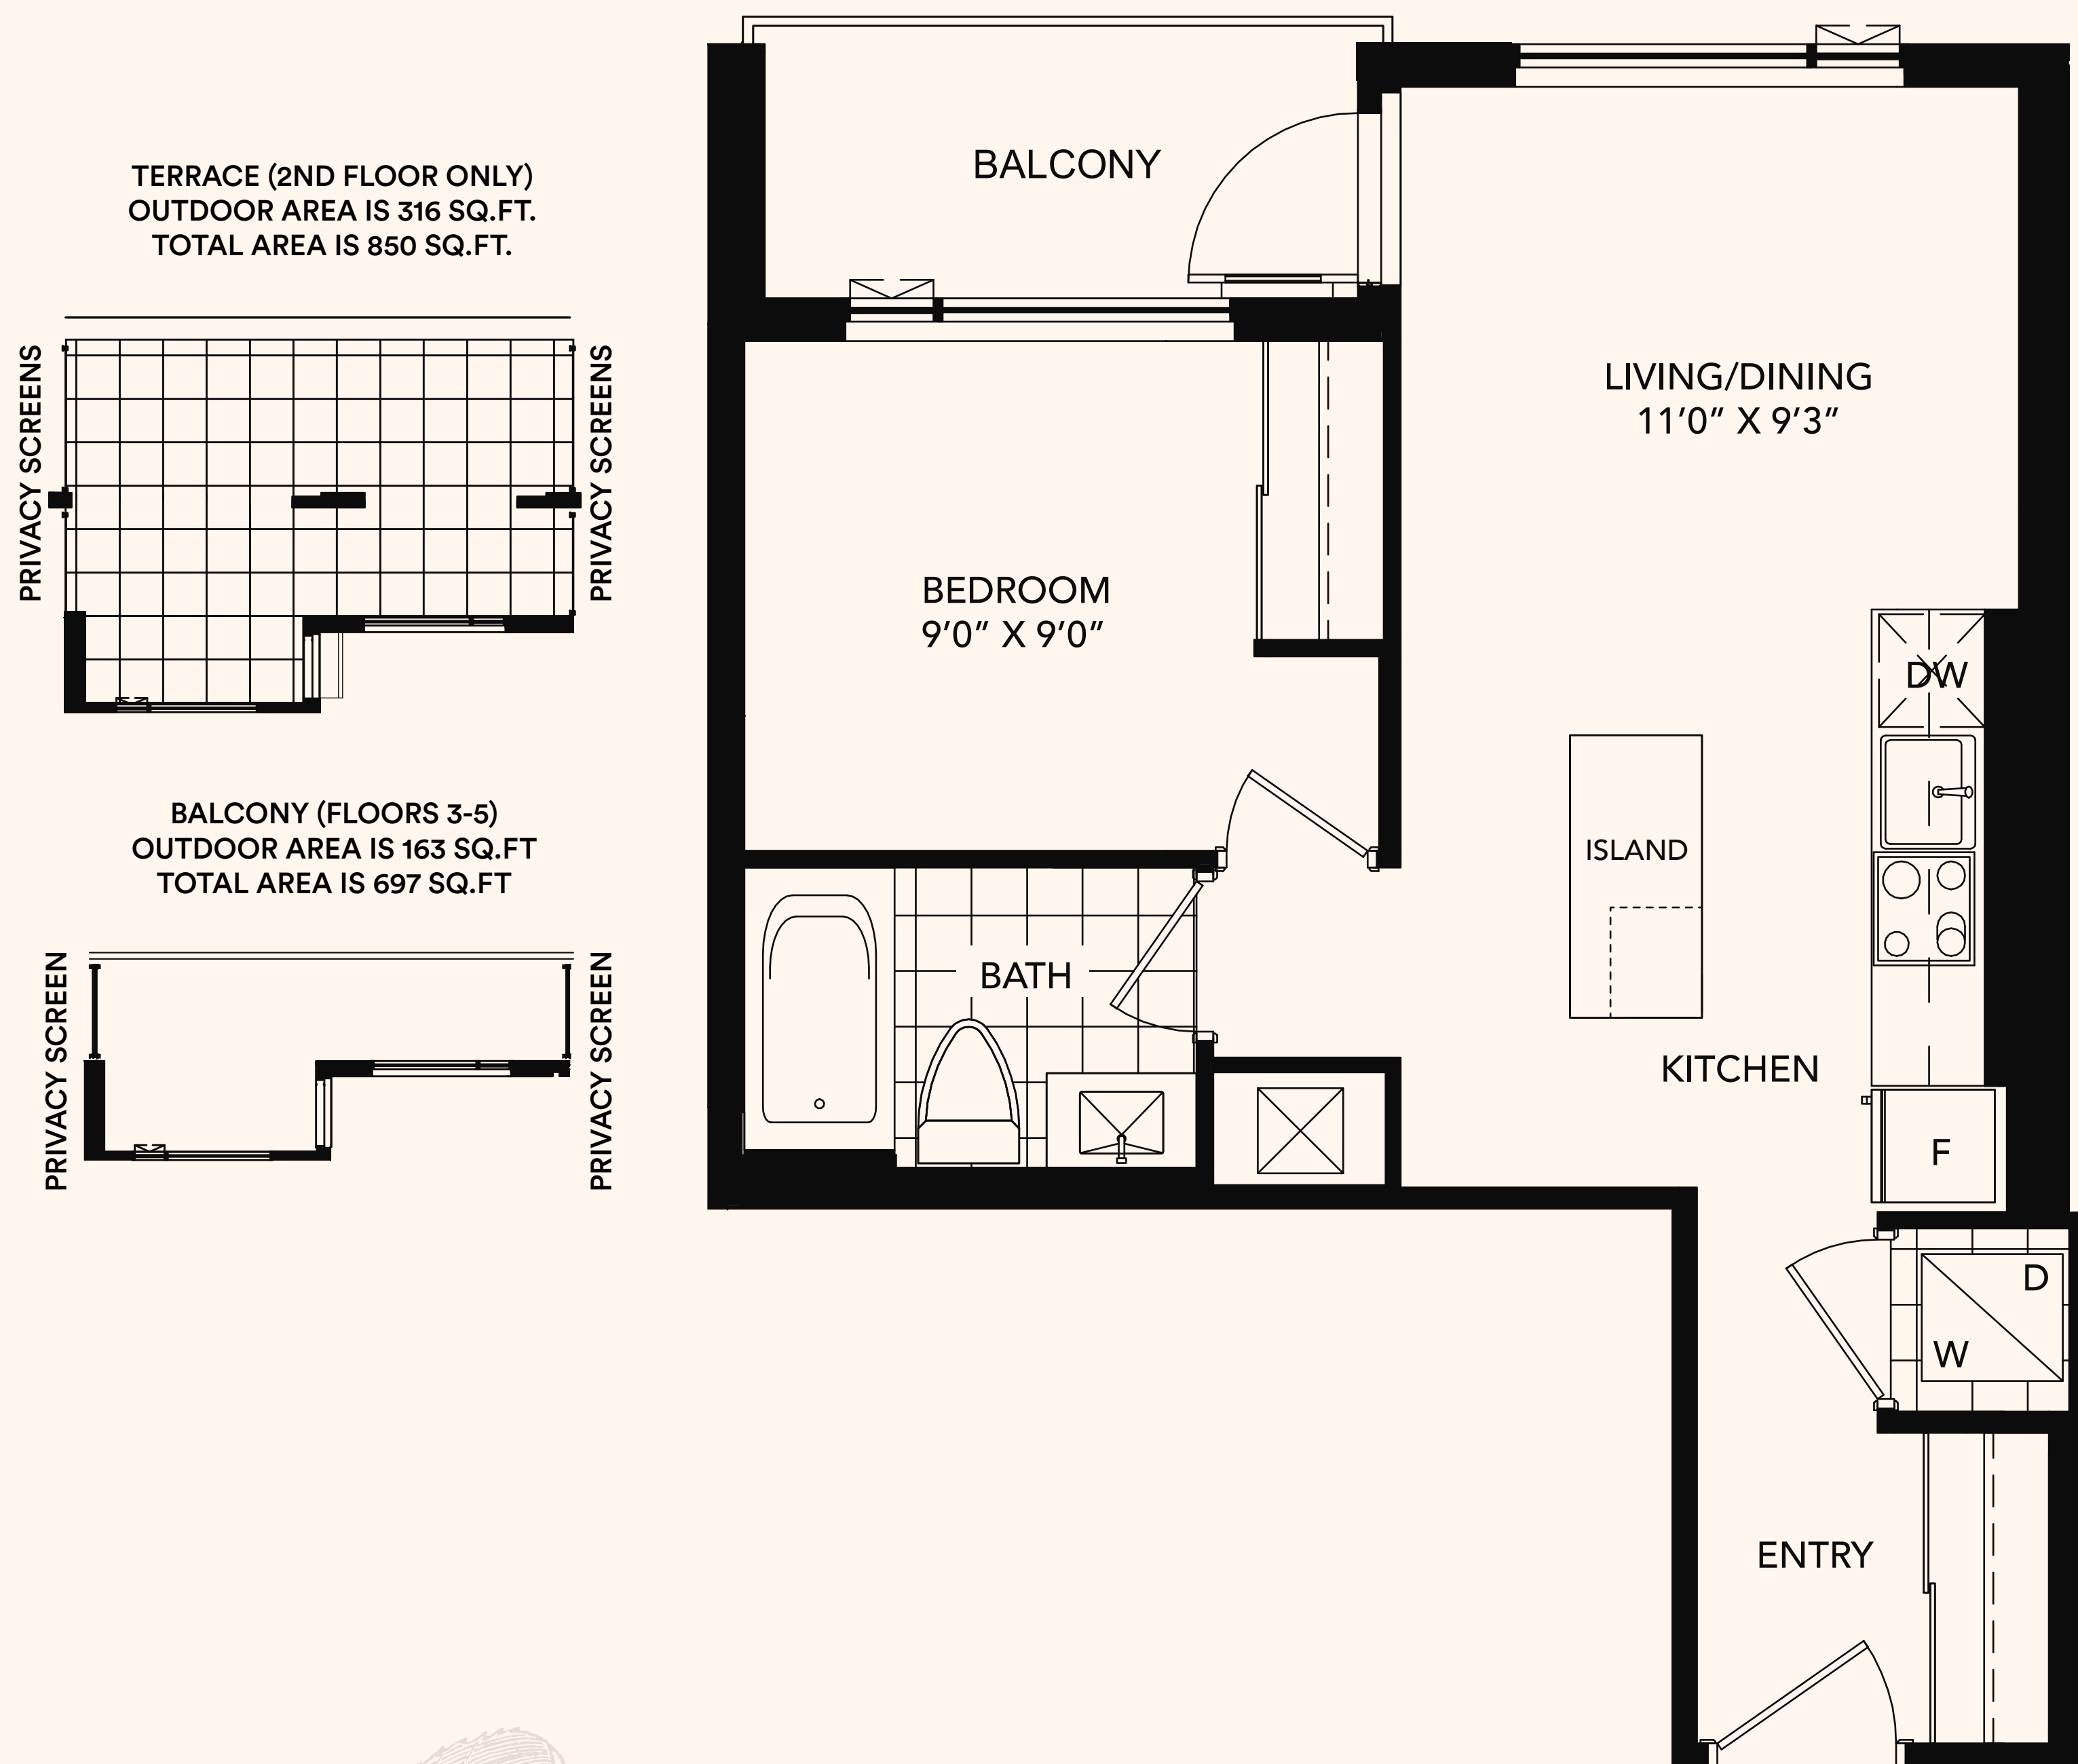 TERRACE (2ND FLOOR ONLY)
OUTDOOR AREA IS 316 SQ.FT.
TOTAL AREA IS 850 SQ.FT.
PRIVACY SCREENS
PRIVACY SCREENS
BALCONY (FLOORS 3-5)
OUTDOOR AREA IS 163 SQ.FT
TOTAL AREA IS 697 SQ.FT
PRIVACY SCREEN
PRIVACY SCREEN
BALCONY
LIVING/DINING
11'0” X 9'3”
BEDROOM
9'0” X 9'0”
DW
ISLAND
BATH
KITCHEN
F
D
W
ENTRY